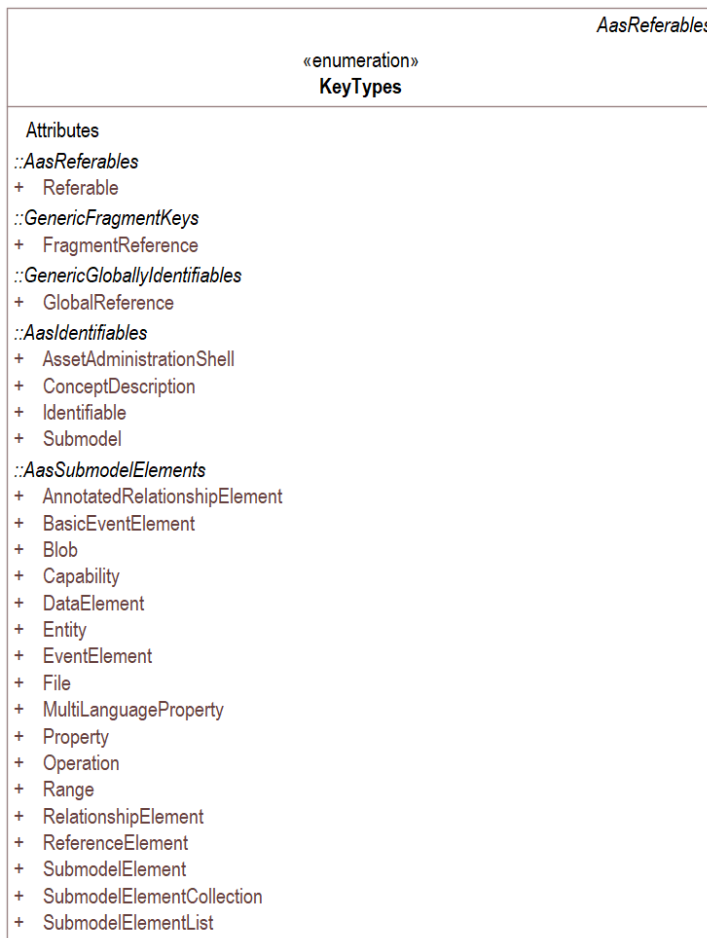 AasReferables
«enumeration»
KeyTypes
Attributes
::AasReferables
+ Referable
::GenericFragmentKeys
+ FragmentReference
::GenericGloballyIdentifiables
+ GlobalReference
::AasIdentifiables
+ AssetAdministrationShell
+ ConceptDescription
+ Identifiable
+ Submodel
::AasSubmodelElements
+ AnnotatedRelationshipElement
+ BasicEventElement
+ Blob
+ Capability
+ DataElement
+ Entity
+ EventElement
+ File
+ MultiLanguageProperty
+ Property
+ Operation
+ Range
+ RelationshipElement
+ ReferenceElement
+ SubmodelElement
+ SubmodelElementCollection
+ SubmodelElementList